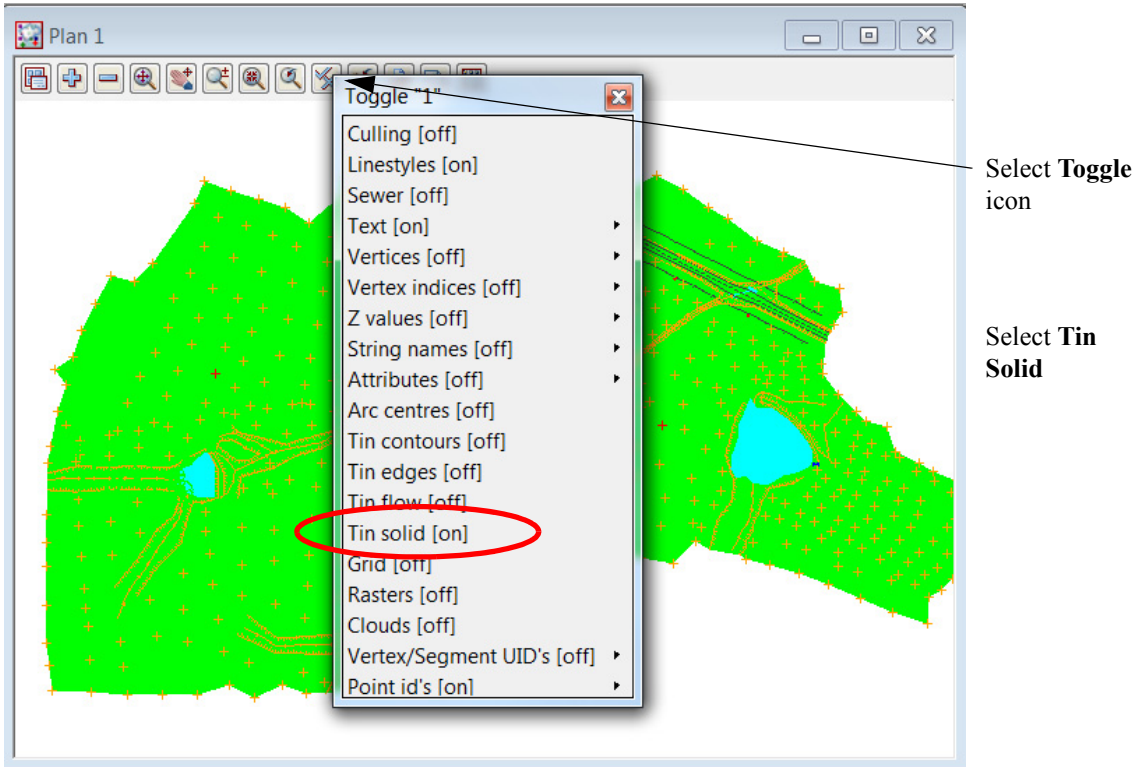 Plan 1
Toggle "1"
Culling [off]
Linestyles [on]
Sewer [off]
Text [on]
Vertices [off]
Vertex indices [off]
Z values [off]
String names [off]
Attributes [off]
Arc centres [off]
Tin contours [off]
Tin edges [off]
Tin flow [off]
Tin solid [on]
Grid [off]
Rasters [off]
Clouds [off]
Vertex/Segment UID's [off]
Point id's [on]
Select Toggle
icon
Select Tin
Solid